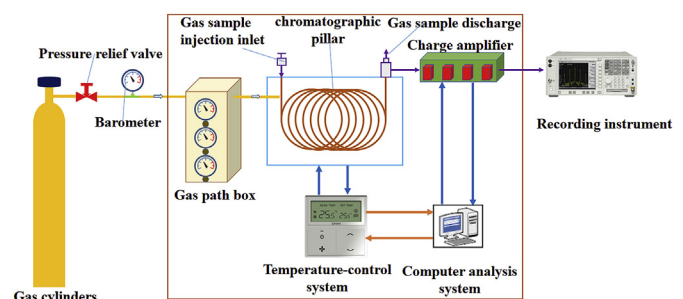 Gas sample
injection inlet
chromatographic
pillar
Gas sample discharge
Charge amplifier
Pressure relief valve
Barometer
Recording instrument
Gas path box
Temperature-control
system
Computer analysis
system
Gas cylinders